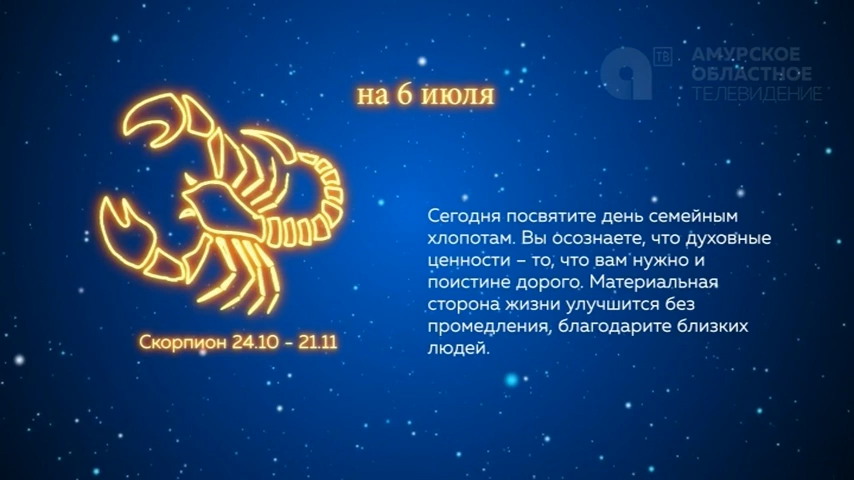 ТВ
АМУРСКОЕ
ОБЛАСТНОЕ
ТЕЛЕВИДЕНИЕ
на 6 июля
Сегодня посвятите день семейным
хлопотам. Вы осознаете, что духовные
ценности – то, что вам нужно и
поистине дорого. Материальная
сторона жизни улучшится без
промедления, благодарите близких
людей.
Скорпион 24.10 - 21.11